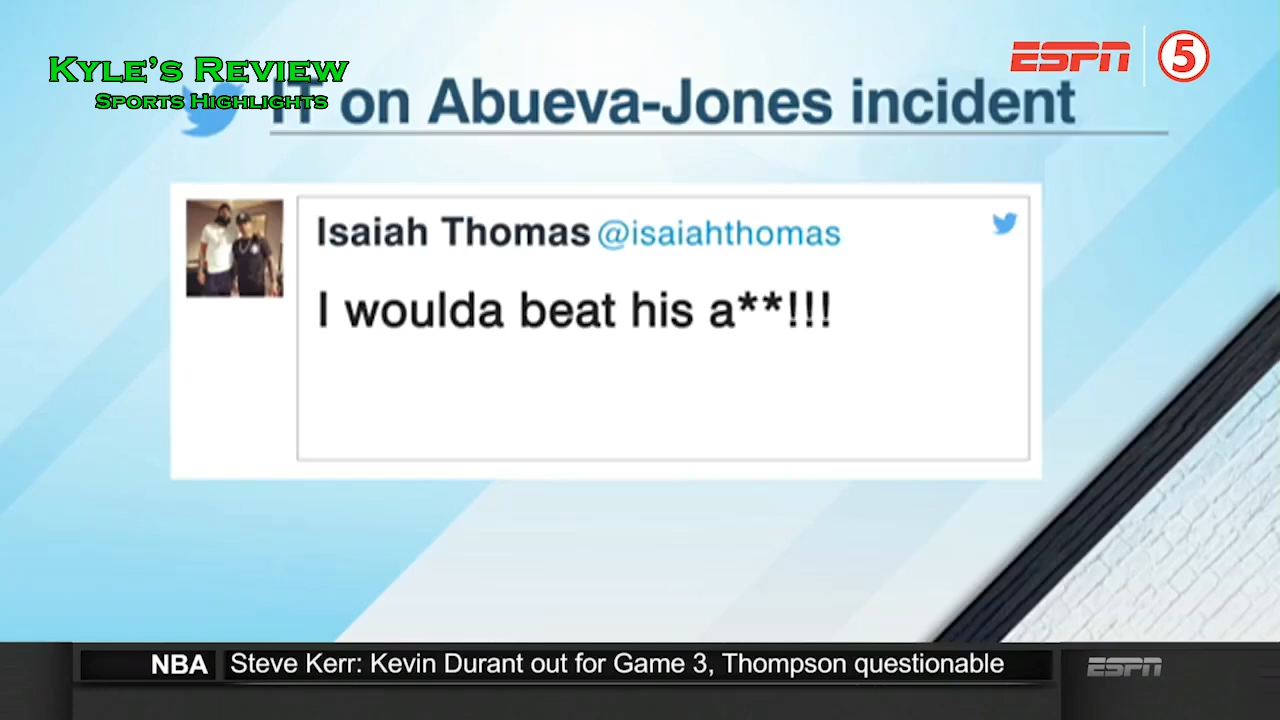 KYLE'S REVIEW
SPORTS HIGHLIGHTS
ESPN 5
IT on Abueva-Jones incident
Isaiah Thomas @isaiahthomas
I woulda beat his a**!!!
NBA Steve Kerr: Kevin Durant out for Game 3, Thompson questionable ESPN